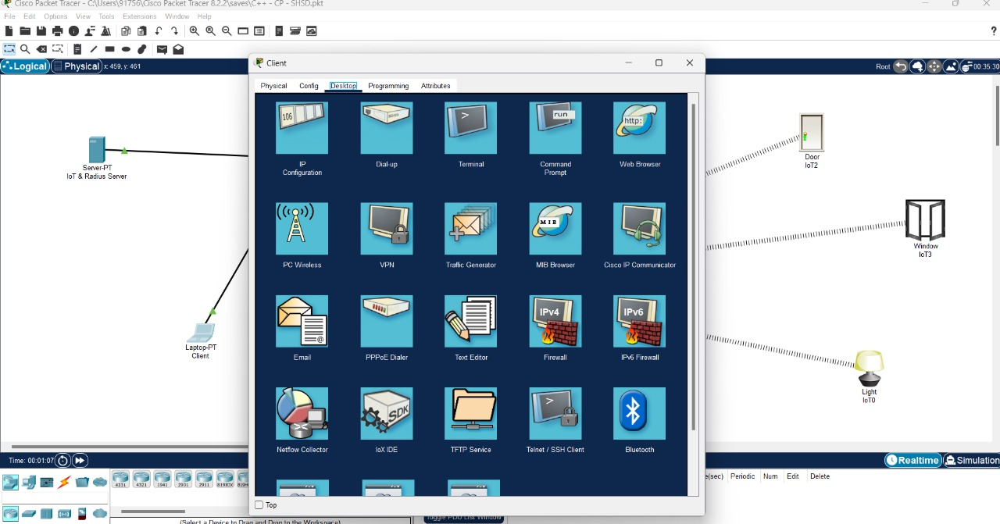 Cisco Packet Tracer - C:\Users\91756\Cisco Packet Tracer 8.2.2\saves\C++ - CP - SHSD.pkt
File Edit Options View Tools Extensions Window Help
?
Logical Physical x: 459, y: 461
Root 00:35:30
Client
Physical Config Desktop Programming Attributes
106
IP
Configuration
Dial-up
>
Terminal
run
Command
Prompt
http:
Web Browser
PC Wireless
VPN
Traffic Generator
MIB
MIB Browser
Cisco IP Communicator
@
Email
PPPoE Dialer
Text Editor
IPv4
Firewall
IPv6
IPv6 Firewall
Netflow Collector
SDK
IoX IDE
TFTP Service
>
Telnet / SSH Client
Bluetooth
Top
Server-PT
IoT & Radius Server
Laptop-PT
Client
Door
IoT2
Window
IoT3
Light
IoT0
Time: 00:01:07
Realtime Simulation
4331 4321 1941 2901 2911 819IOX 819H
(Select a Device to Drag and Drop to the Workspace)
Toggle PDU List Window
e(sec) Periodic Num Edit Delete